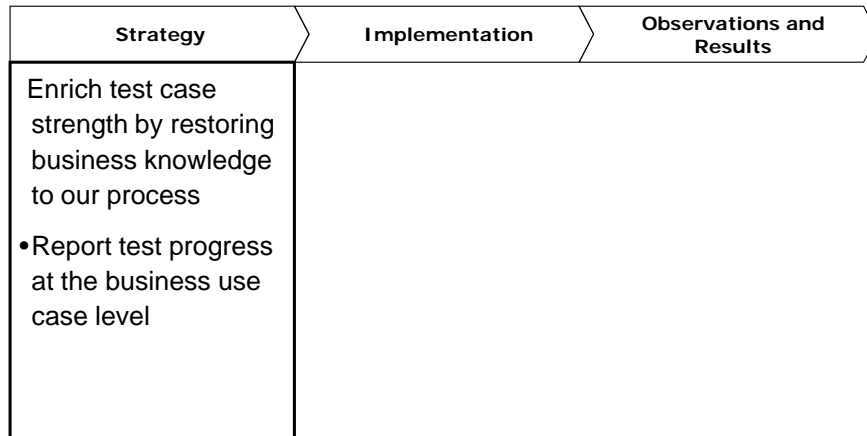 Strategy
Implementation
Observations and
Results
Enrich test case
strength by restoring
business knowledge
to our process
•Report test progress
at the business use
case level